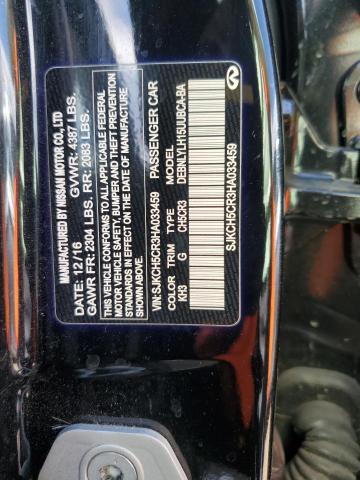 MANUFACTURED BY NISSAN MOTOR CO., LTD
GVWR: 4387 LBS.
DATE: 12/16
GAWR FR: 2304 LBS. RR: 2083 LBS.
THIS VEHICLE CONFORMS TO ALL APPLICABLE FEDERAL
MOTOR VEHICLE SAFETY, BUMPER, AND THEFT PREVENTION
STANDARDS IN EFFECT ON THE DATE OF MANUFACTURE
SHOWN ABOVE.
VIN: SJKCH5CR3HA033459 PASSENGER CAR
COLOR TRIM TYPE MODEL
KH3 G CH5CR3 DEBNLVLH15UUBCA-BA
SJKCH5CR3HA033459